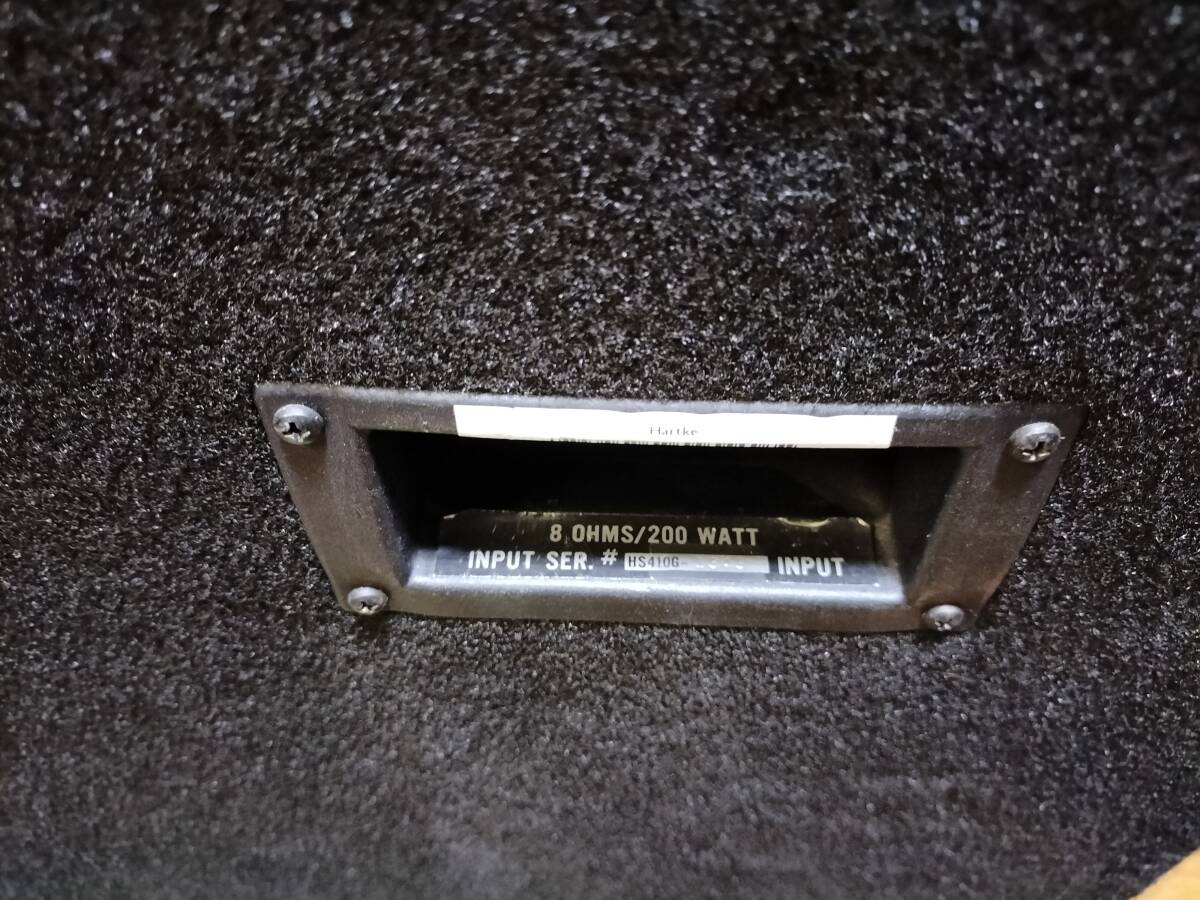 Hartke
8 OHMS/200 WATT
INPUT SER. # HS410G INPUT